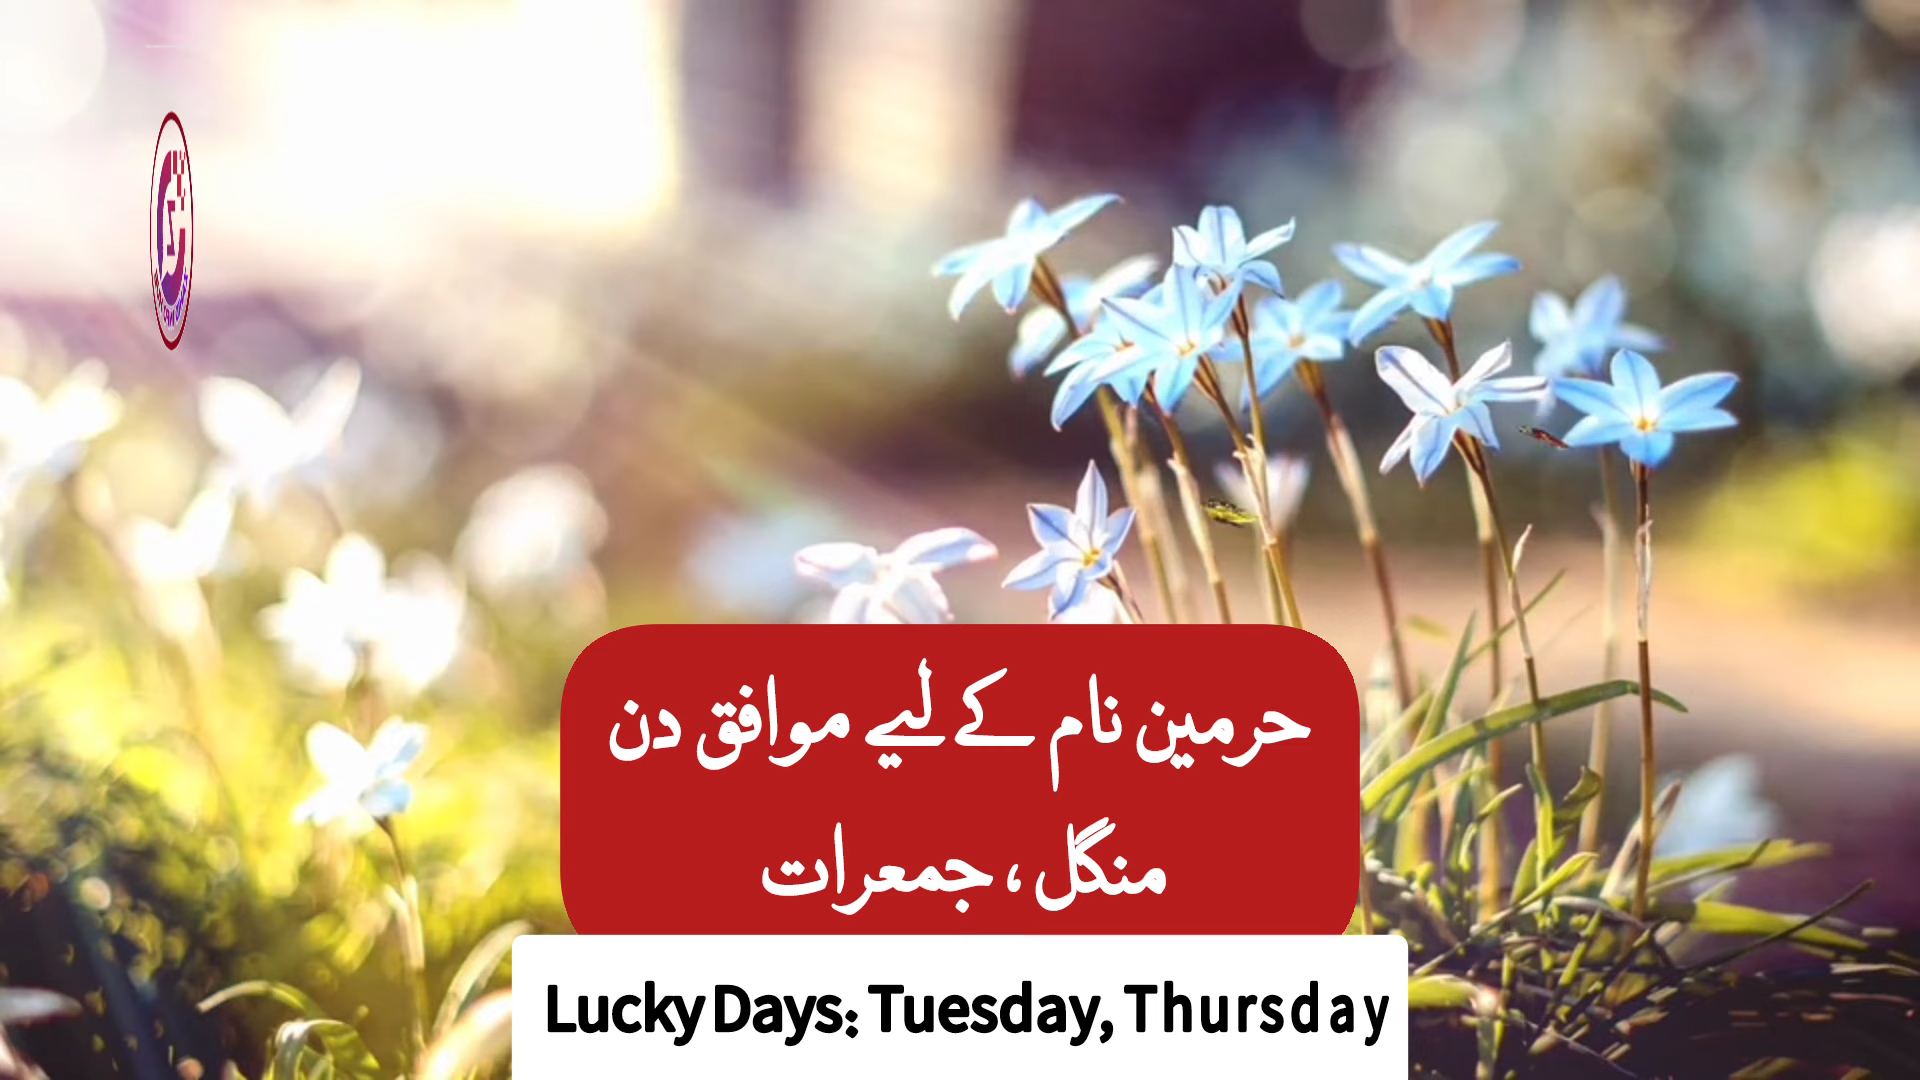 حرمین نام کے لیے موافق دن
منگل ، جمعرات
Lucky Days: Tuesday, Thursday